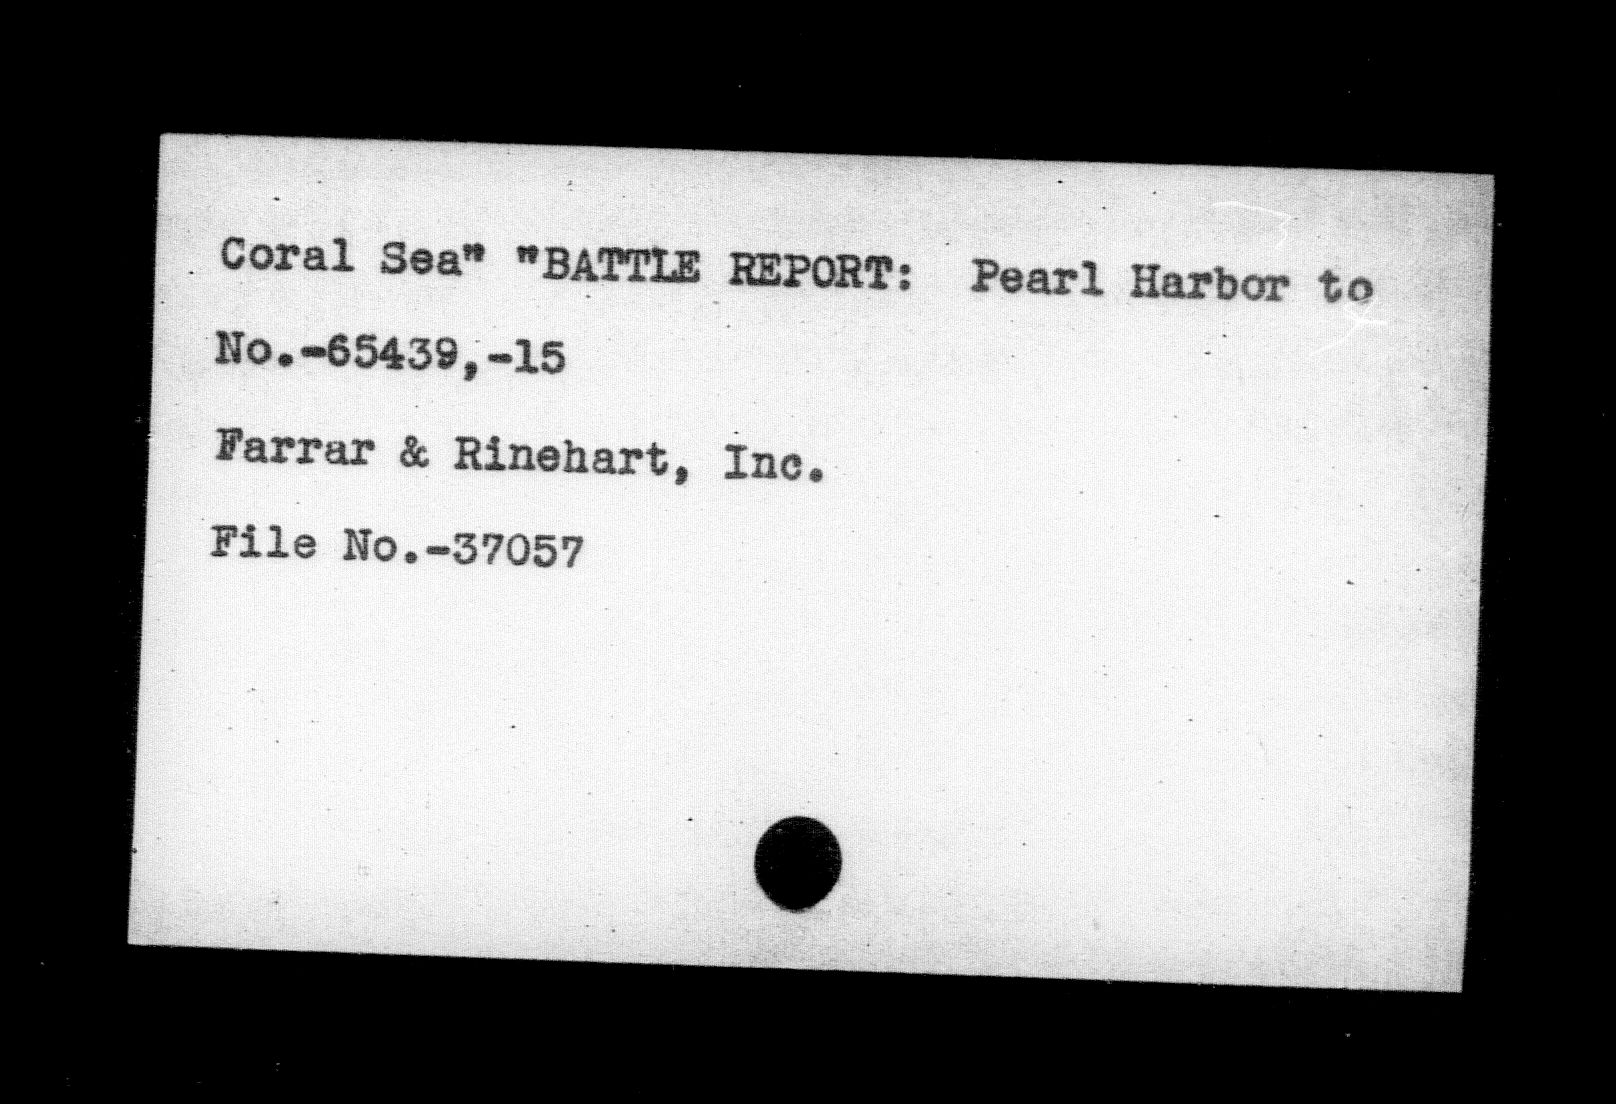 Coral Sea" "BATTLE REPORT: Pearl Harbor to
No.-65439,-15
Farrar & Rinehart, Inc.
File No.-37057